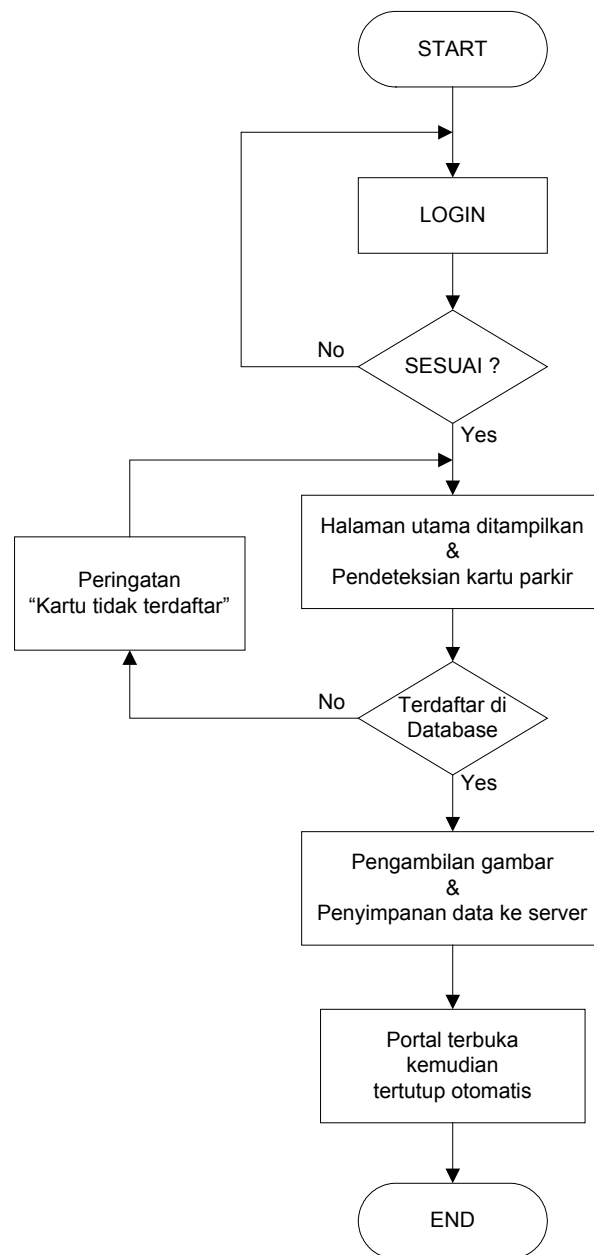 START
LOGIN
No
SESUAI ?
Yes
Halaman utama ditampilkan
&
Pendeteksian kartu parkir
Peringatan
“Kartu tidak terdaftar”
No
Terdaftar di
Database
Yes
Pengambilan gambar
&
Penyimpanan data ke server
Portal terbuka
kemudian
tertutup otomatis
END